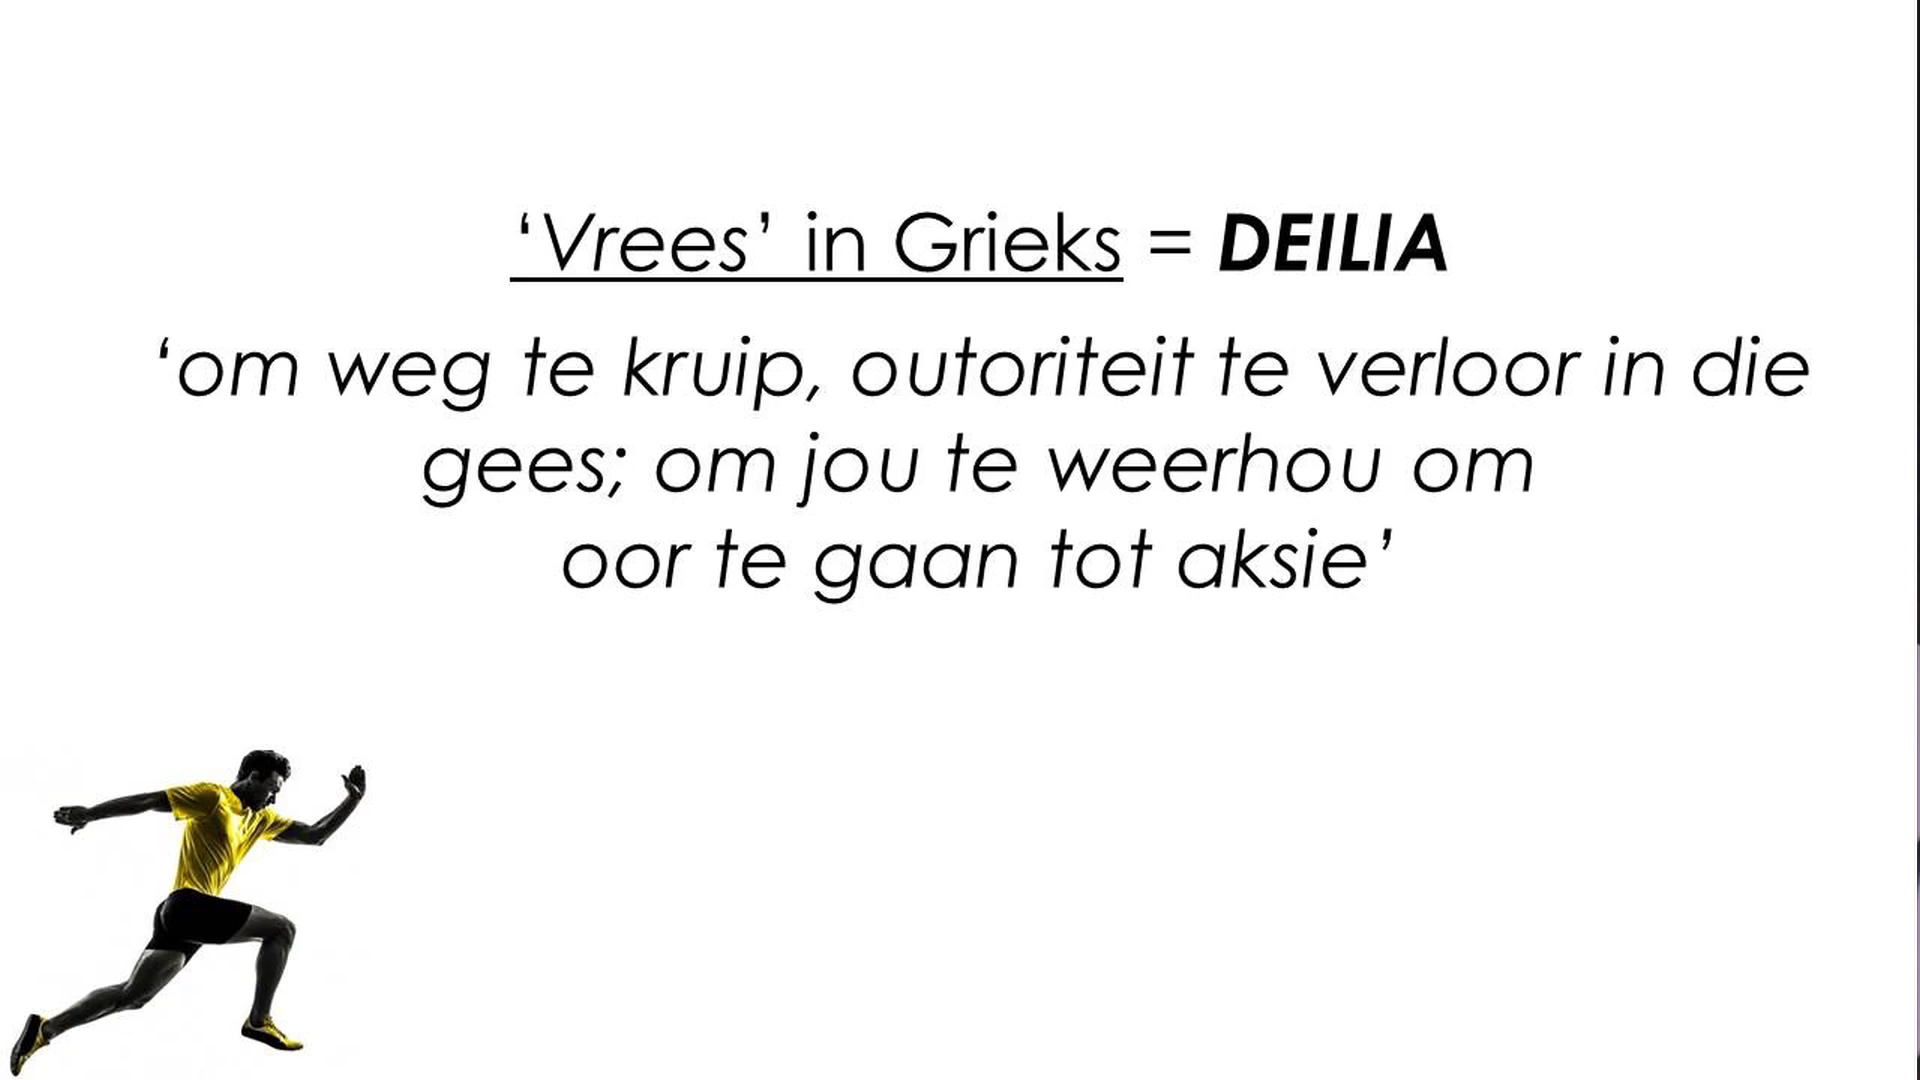 ‘Vrees’ in Grieks = DEILIA
‘om weg te kruip, outoriteit te verloor in die
gees; om jou te weerhou om
oor te gaan tot aksie’